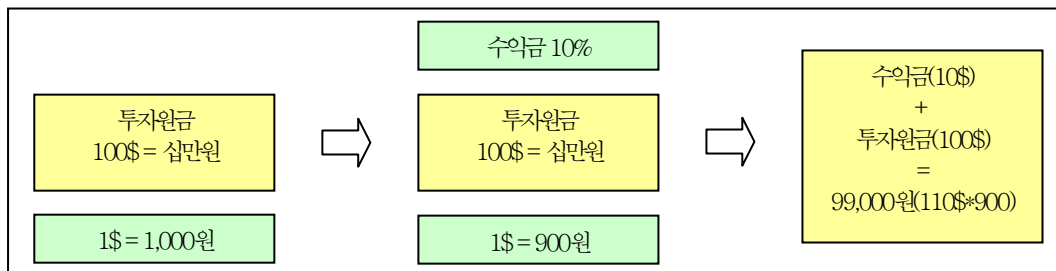 투자원금
100$ = 십만원
1$ = 1,000원
수익금 10%
투자원금
100$ = 십만원
1$ = 900원
수익금(10$)
+
투자원금(100$)
=
99,000원(110$*900)